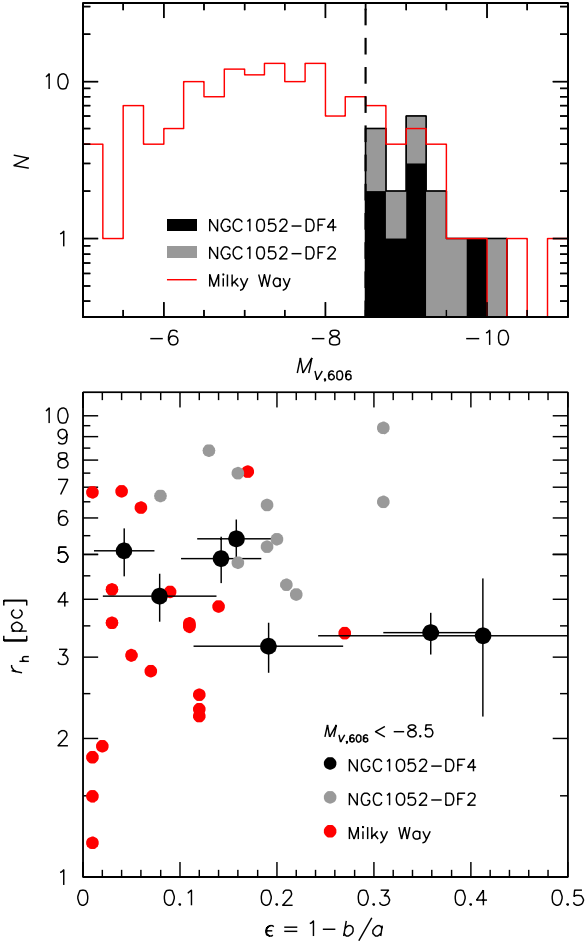 10
1
N
NGC1052-DF4
NGC1052-DF2
Milky Way
-6 -8 -10
M_V,606
10
9
8
7
6
5
4
3
2
1
r_h [pc]
M_V,606 < -8.5
NGC1052-DF4
NGC1052-DF2
Milky Way
0 0.1 0.2 0.3 0.4 0.5
ϵ = 1-b/a